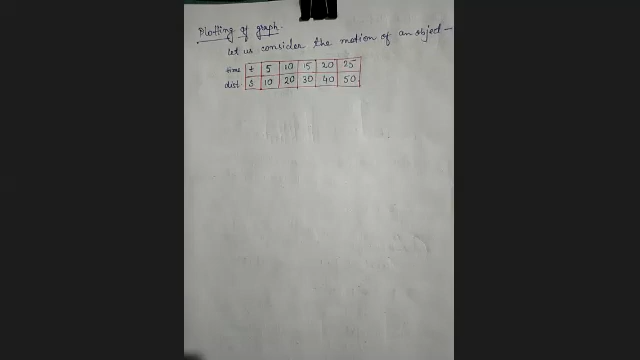 Plotting of graph.
let us consider the motion of an object —
time t 5 10 15 20 25
dist S 10 20 30 40 50